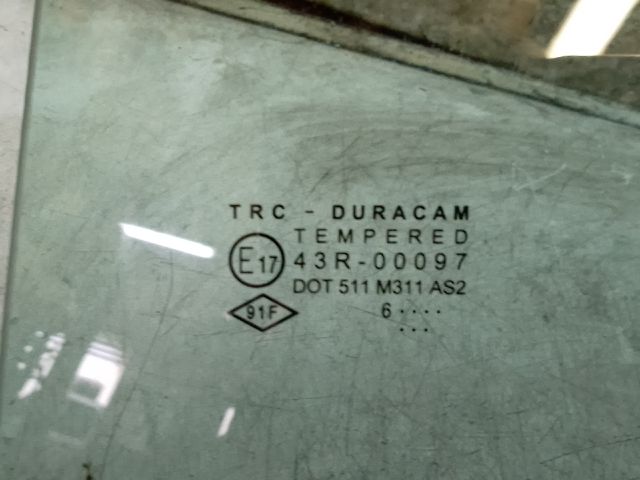 TRC - DURACAM
TEMPERED
E17 43R-00097
DOT 511 M311 AS2
91F 6 ....
...